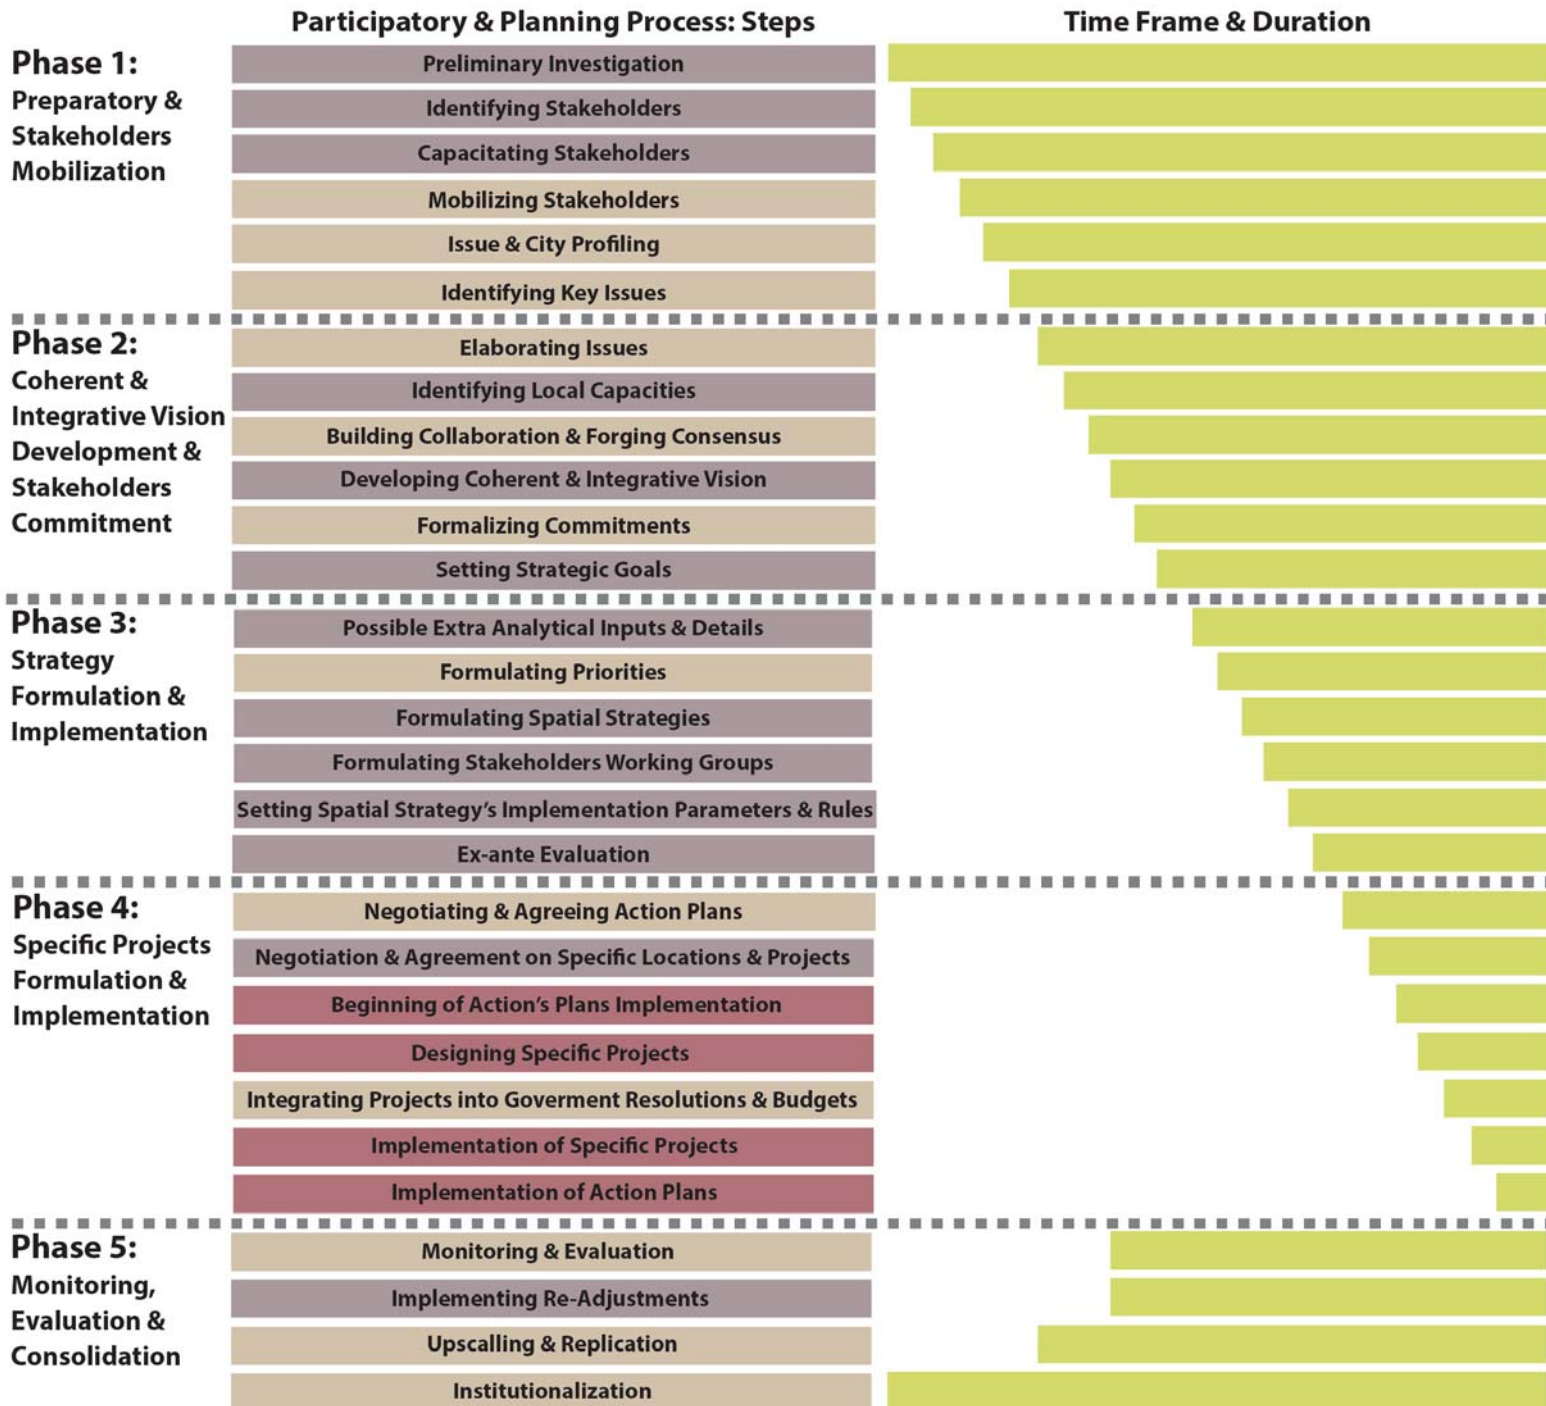 Participatory & Planning Process: Steps
Time Frame & Duration
Phase 1:
Preparatory &
Stakeholders
Mobilization
Preliminary Investigation
Identifying Stakeholders
Capacitating Stakeholders
Mobilizing Stakeholders
Issue & City Profiling
Identifying Key Issues
Phase 2:
Coherent &
Integrative Vision
Development &
Stakeholders
Commitment
Elaborating Issues
Identifying Local Capacities
Building Collaboration & Forging Consensus
Developing Coherent & Integrative Vision
Formalizing Commitments
Setting Strategic Goals
Phase 3:
Strategy
Formulation &
Implementation
Possible Extra Analytical Inputs & Details
Formulating Priorities
Formulating Spatial Strategies
Formulating Stakeholders Working Groups
Setting Spatial Strategy's Implementation Parameters & Rules
Ex-ante Evaluation
Phase 4:
Specific Projects
Formulation &
Implementation
Negotiating & Agreeing Action Plans
Negotiation & Agreement on Specific Locations & Projects
Beginning of Action's Plans Implementation
Designing Specific Projects
Integrating Projects into Goverment Resolutions & Budgets
Implementation of Specific Projects
Implementation of Action Plans
Phase 5:
Monitoring,
Evaluation &
Consolidation
Monitoring & Evaluation
Implementing Re-Adjustments
Upscalling & Replication
Institutionalization